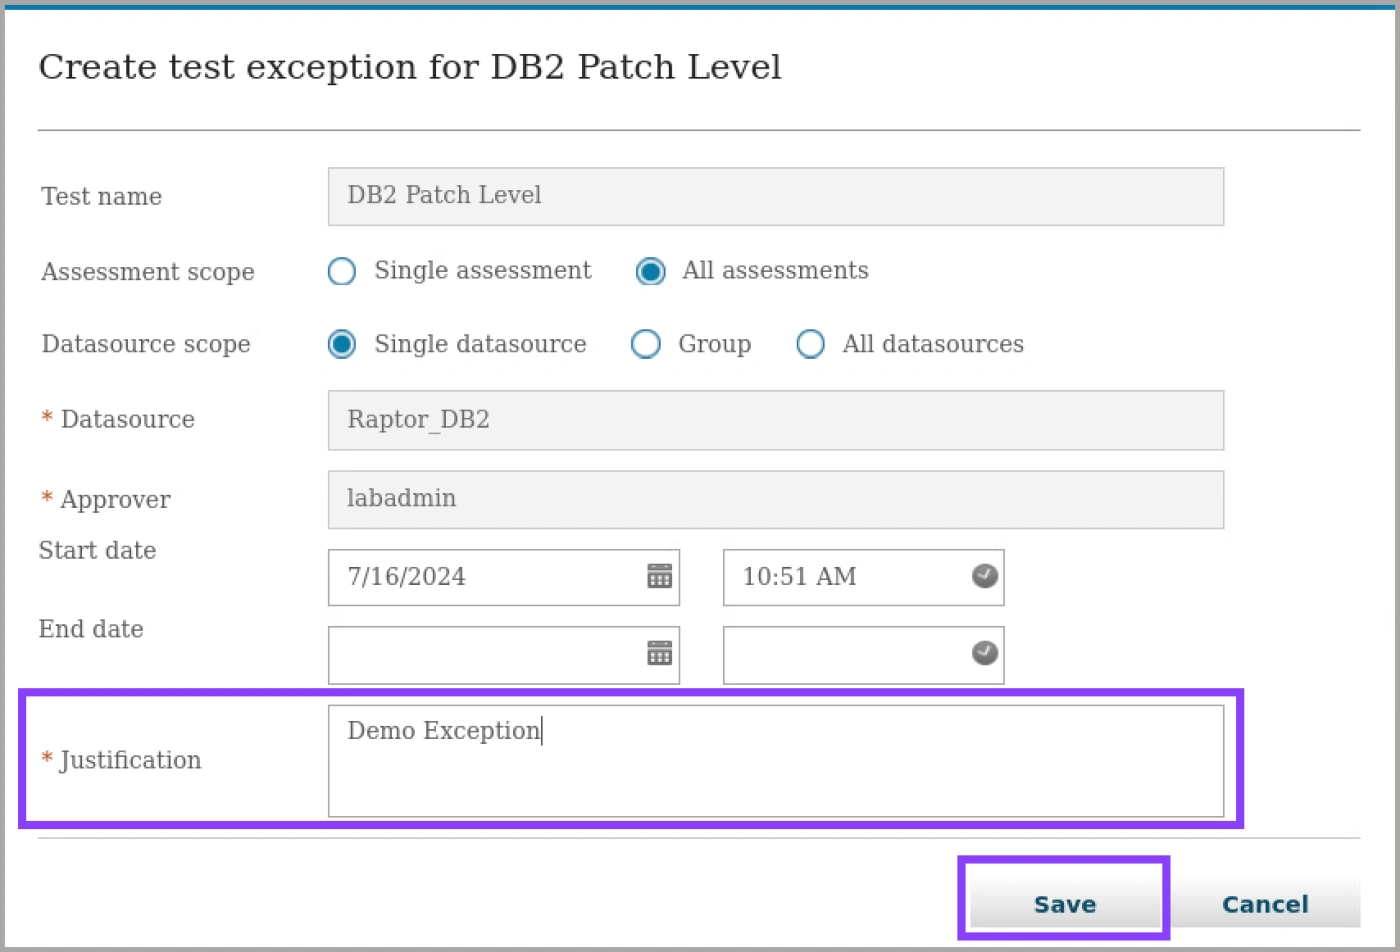 Create test exception for DB2 Patch Level
Test name DB2 Patch Level
Assessment scope Single assessment All assessments
Datasource scope Single datasource Group All datasources
* Datasource Raptor_DB2
* Approver labadmin
Start date 7/16/2024 10:51 AM
End date
* Justification Demo Exception
Save Cancel